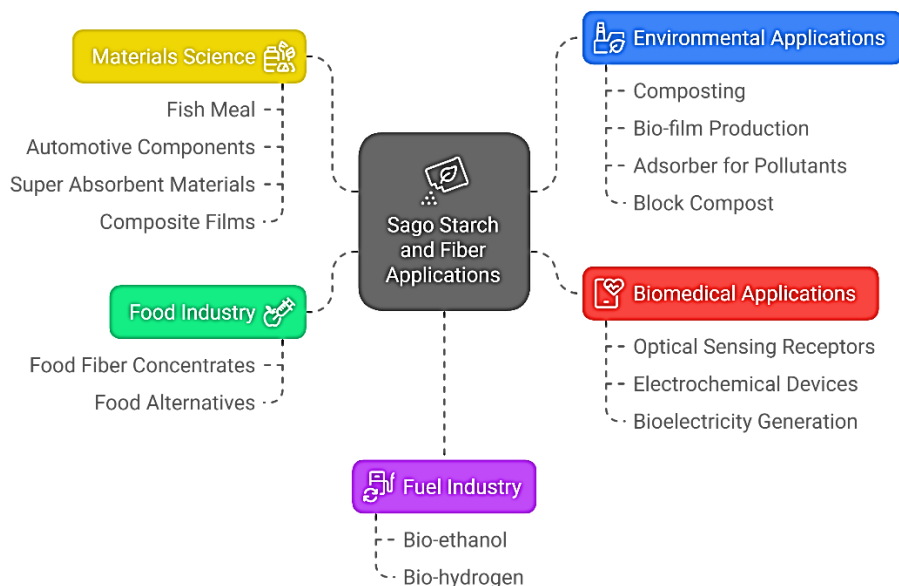 Materials Science
Fish Meal
Automotive Components
Super Absorbent Materials
Composite Films
Food Industry
Food Fiber Concentrates
Food Alternatives
Sago Starch
and Fiber
Applications
Environmental Applications
Composting
Bio-film Production
Adsorber for Pollutants
Block Compost
Biomedical Applications
Optical Sensing Receptors
Electrochemical Devices
Bioelectricity Generation
Fuel Industry
Bio-ethanol
Bio-hydrogen